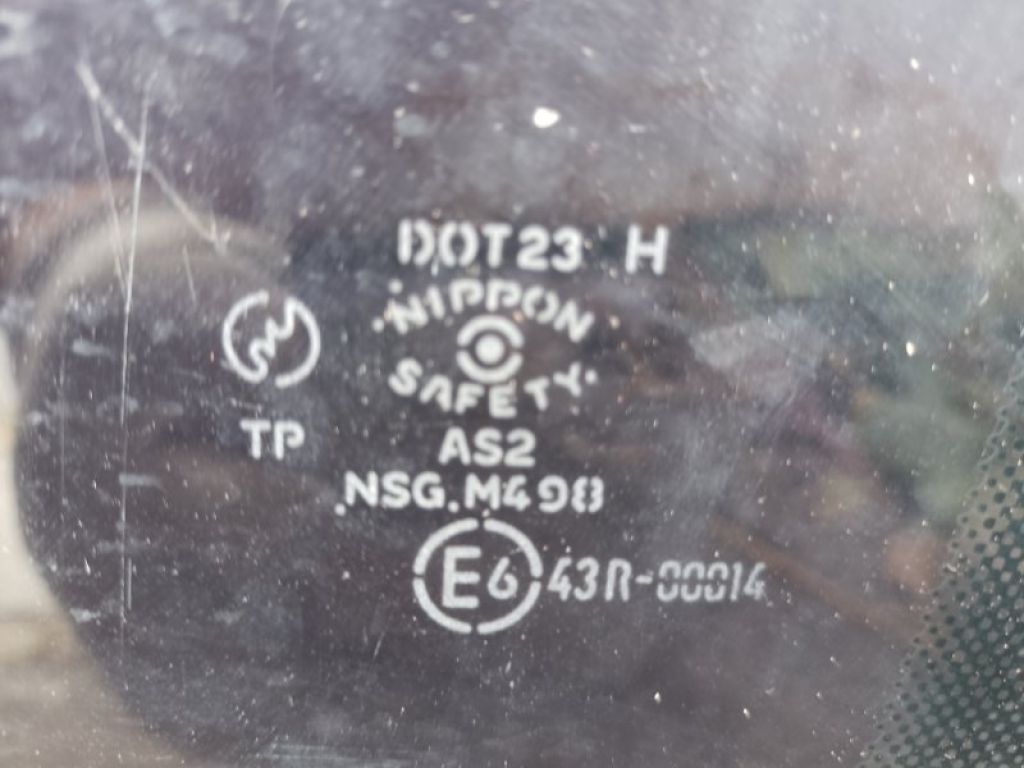 DOT23 H
NIPPON
SAFETY
TP
AS2
NSG.M498
E6 43R-00014